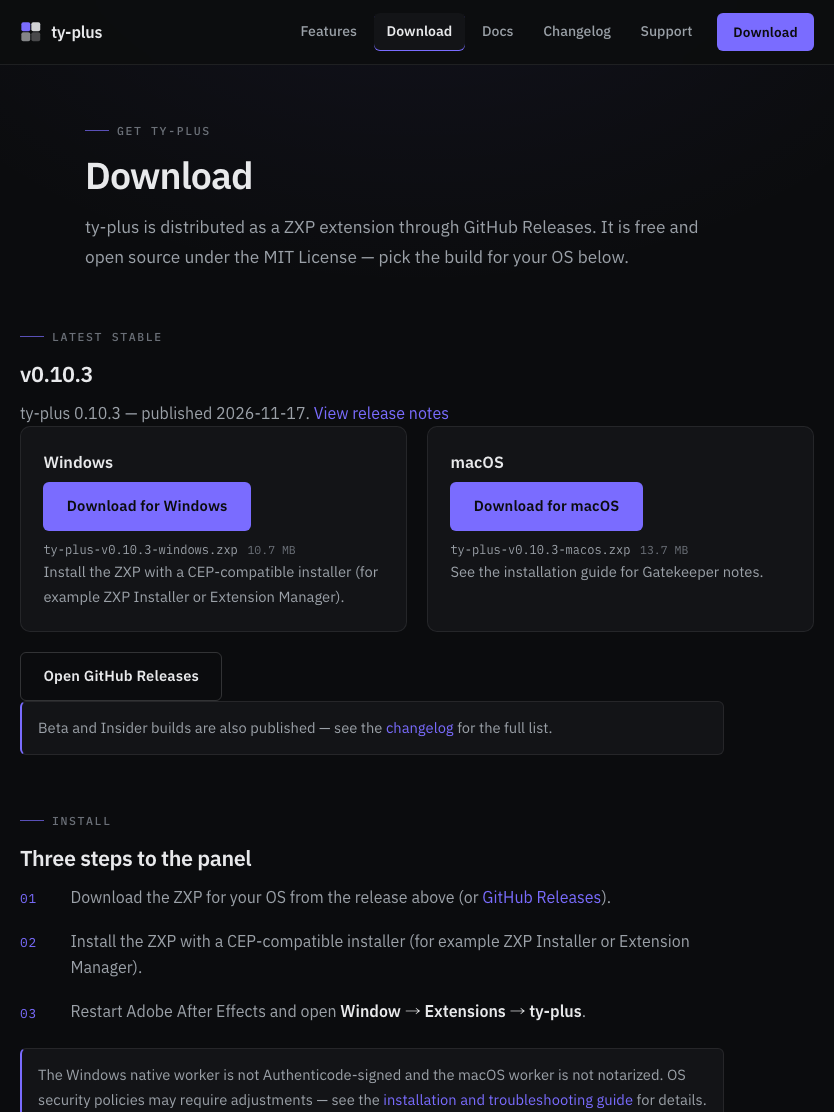 ty-plus
Features
Download
Docs
Changelog
Support
Download
GET TY-PLUS
Download
ty-plus is distributed as a ZXP extension through GitHub Releases. It is free and
open source under the MIT License — pick the build for your OS below.
LATEST STABLE
v0.10.3
ty-plus 0.10.3 — published 2026-11-17. View release notes
Windows
Download for Windows
ty-plus-v0.10.3-windows.zxp 10.7 MB
Install the ZXP with a CEP-compatible installer (for
example ZXP Installer or Extension Manager).
macOS
Download for macOS
ty-plus-v0.10.3-macos.zxp 13.7 MB
See the installation guide for Gatekeeper notes.
Open GitHub Releases
Beta and Insider builds are also published — see the changelog for the full list.
INSTALL
Three steps to the panel
01 Download the ZXP for your OS from the release above (or GitHub Releases).
02 Install the ZXP with a CEP-compatible installer (for example ZXP Installer or Extension
Manager).
03 Restart Adobe After Effects and open Window → Extensions → ty-plus.
The Windows native worker is not Authenticode-signed and the macOS worker is not notarized. OS
security policies may require adjustments — see the installation and troubleshooting guide for details.